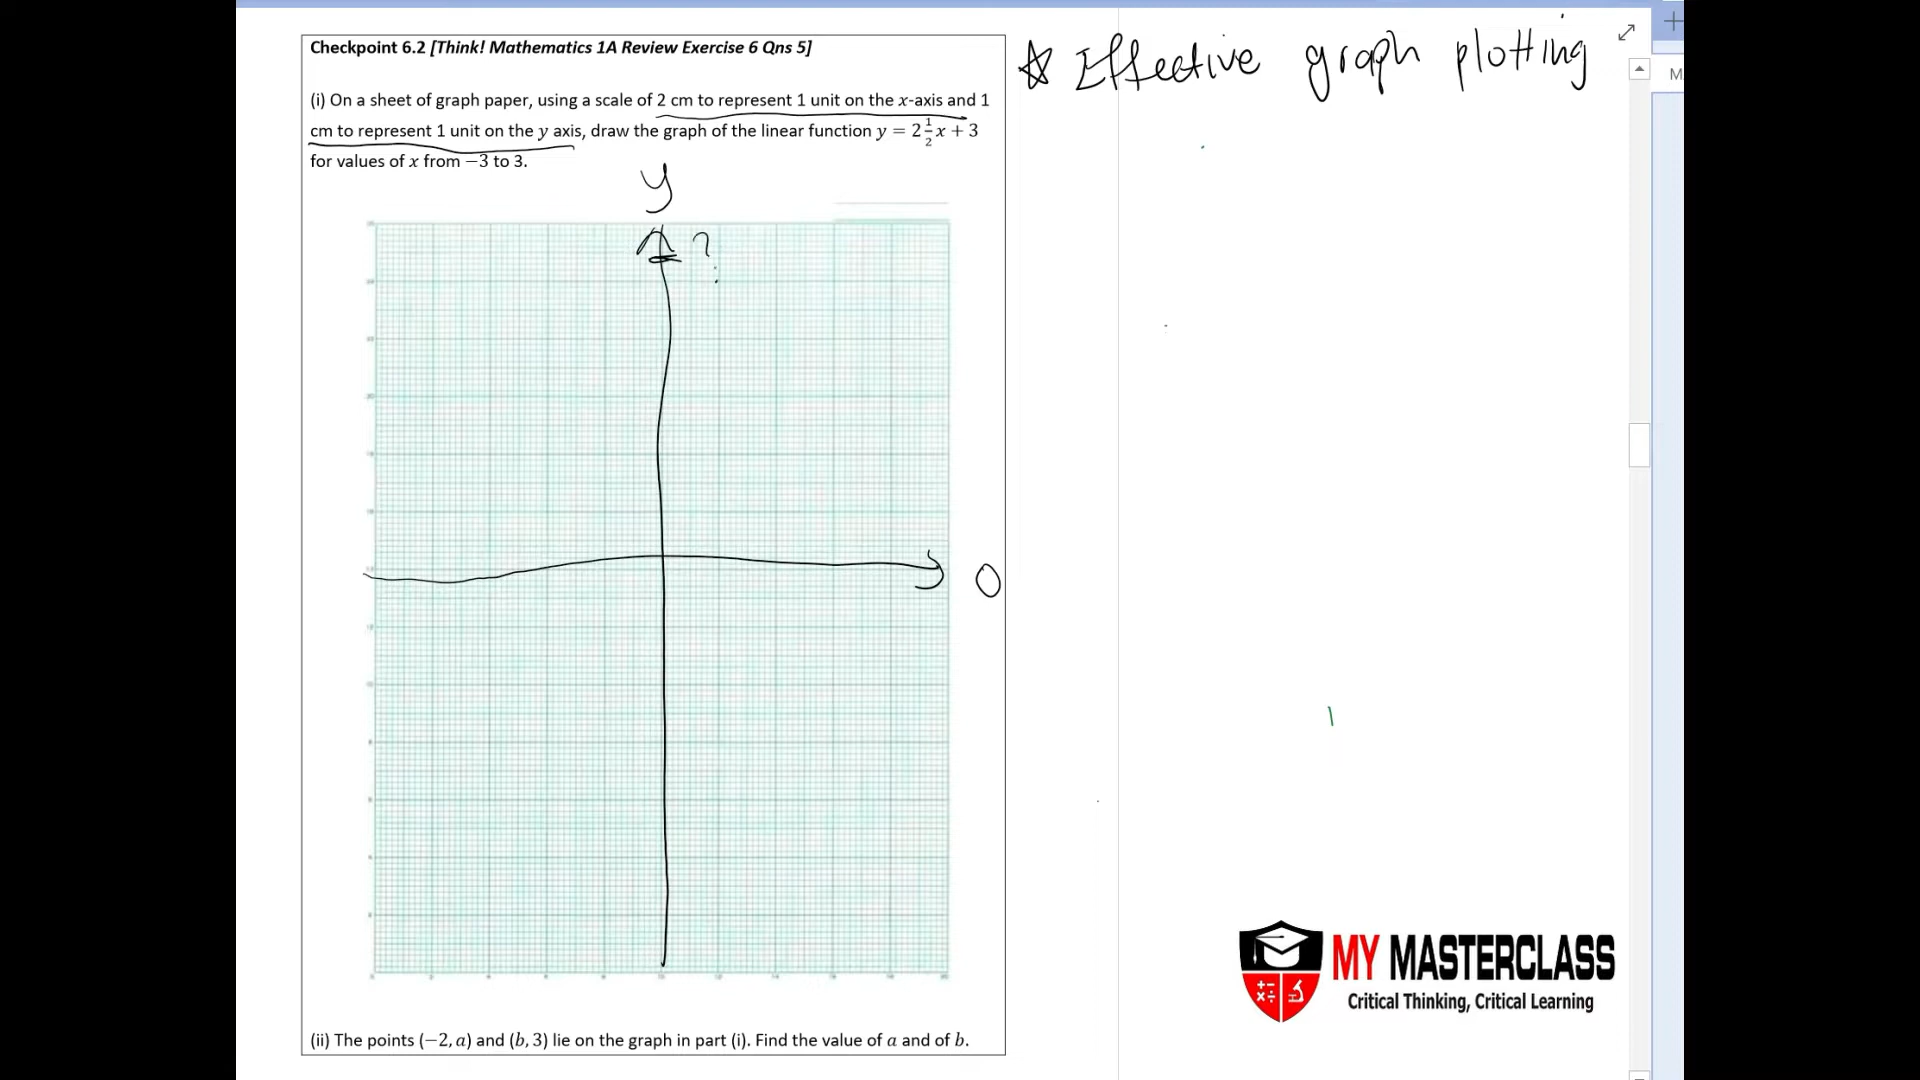 Checkpoint 6.2 [Think! Mathematics 1A Review Exercise 6 Qns 5]
☆ Effective graph plotting
(i) On a sheet of graph paper, using a scale of 2 cm to represent 1 unit on the x-axis and 1
cm to represent 1 unit on the y axis, draw the graph of the linear function y = 2 1/2 x + 3
for values of x from −3 to 3.
y
?
0
(ii) The points (−2, a) and (b, 3) lie on the graph in part (i). Find the value of a and of b.
MY MASTERCLASS
Critical Thinking, Critical Learning